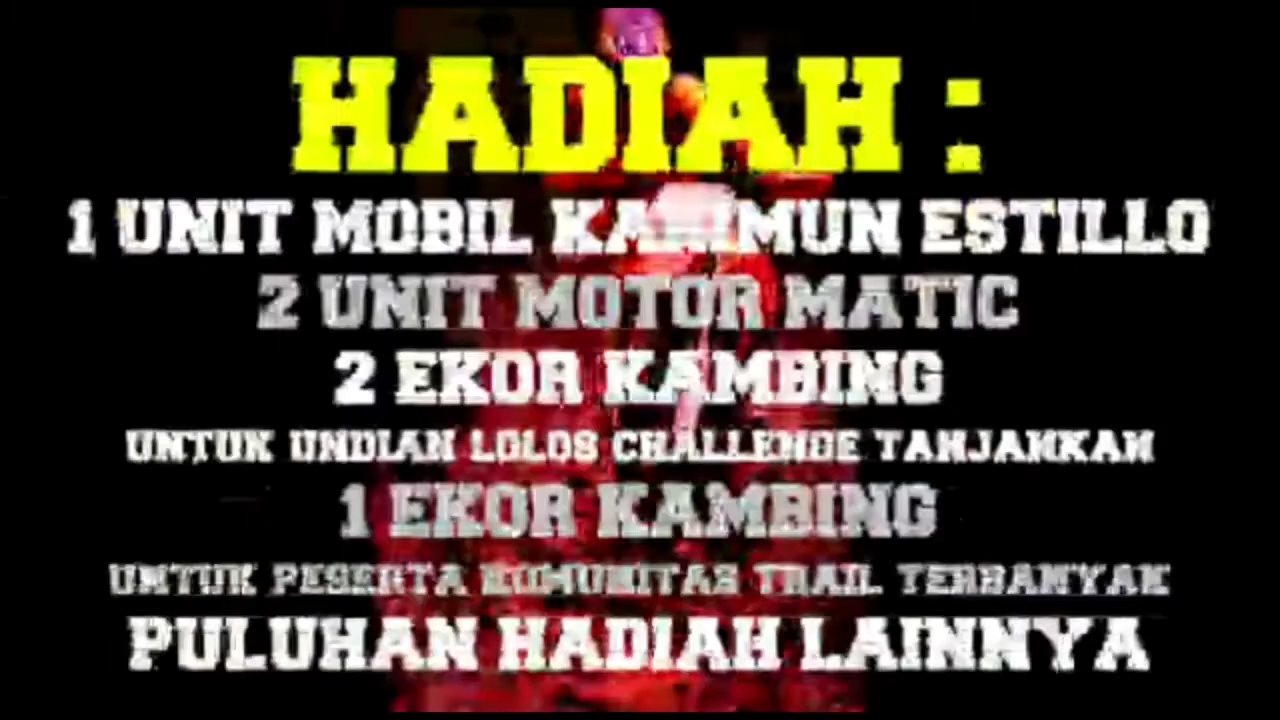 HADIAH :
1 UNIT MOBIL KARIMUN ESTILLO
2 UNIT MOTOR MATIC
2 EKOR KAMBING
UNTUK UNDIAN LOLOS CHALLENGE TANJANKAN
1 EKOR KAMBING
UNTUK PESERTA KOMUNITAS TRAIL TERBANYAK
PULUHAN HADIAH LAINNYA